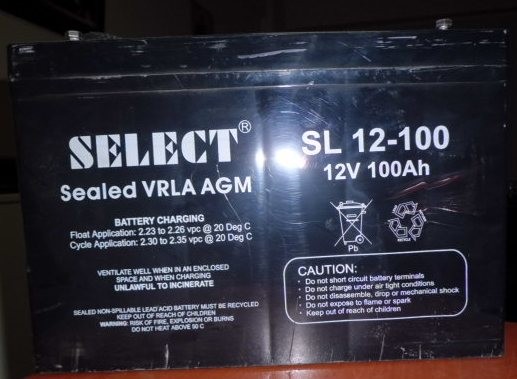 SELECT®
Sealed VRLA AGM
BATTERY CHARGING
Float Application: 2.23 to 2.26 vpc @ 20 Deg C
Cycle Application: 2.30 to 2.35 vpc @ 20 Deg C
VENTILATE WELL WHEN IN AN ENCLOSED
SPACE AND WHEN CHARGING
UNLAWFUL TO INCINERATE
SEALED NON-SPILLABLE LEAD ACID BATTERY MUST BE RECYCLED
KEEP OUT OF REACH OF CHILDREN
WARNING: RISK OF FIRE, EXPLOSION OR BURNS
DO NOT HEAT ABOVE 50 C
SL 12-100
12V 100Ah
Pb
RECYCLE
CAUTION:
• Do not short circuit battery terminals
• Do not charge under air tight conditions
• Do not disassemble, drop or mechanical shock
• Do not expose to flame or spark
• Keep out of reach of children